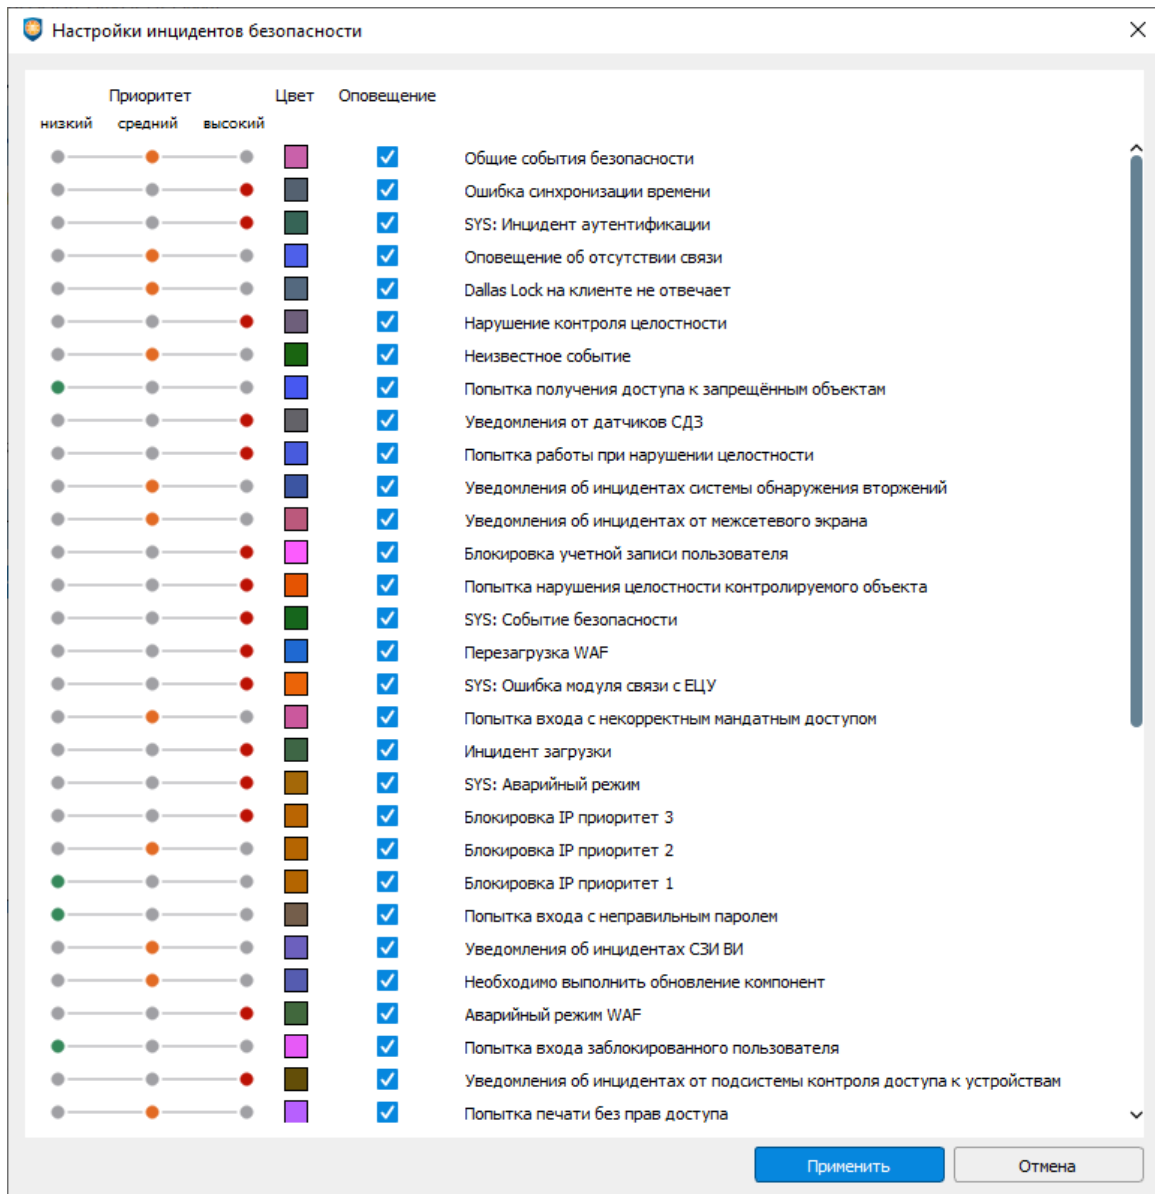 Настройки инцидентов безопасности
Приоритет Цвет Оповещение
низкий средний высокий
Общие события безопасности
Ошибка синхронизации времени
SYS: Инцидент аутентификации
Оповещение об отсутствии связи
Dallas Lock на клиенте не отвечает
Нарушение контроля целостности
Неизвестное событие
Попытка получения доступа к запрещённым объектам
Уведомления от датчиков СДЗ
Попытка работы при нарушении целостности
Уведомления об инцидентах системы обнаружения вторжений
Уведомления об инцидентах от межсетевого экрана
Блокировка учетной записи пользователя
Попытка нарушения целостности контролируемого объекта
SYS: Событие безопасности
Перезагрузка WAF
SYS: Ошибка модуля связи с ЕЦУ
Попытка входа с некорректным мандатным доступом
Инцидент загрузки
SYS: Аварийный режим
Блокировка IP приоритет 3
Блокировка IP приоритет 2
Блокировка IP приоритет 1
Попытка входа с неправильным паролем
Уведомления об инцидентах СЗИ ВИ
Необходимо выполнить обновление компонент
Аварийный режим WAF
Попытка входа заблокированного пользователя
Уведомления об инцидентах от подсистемы контроля доступа к устройствам
Попытка печати без прав доступа
Применить Отмена